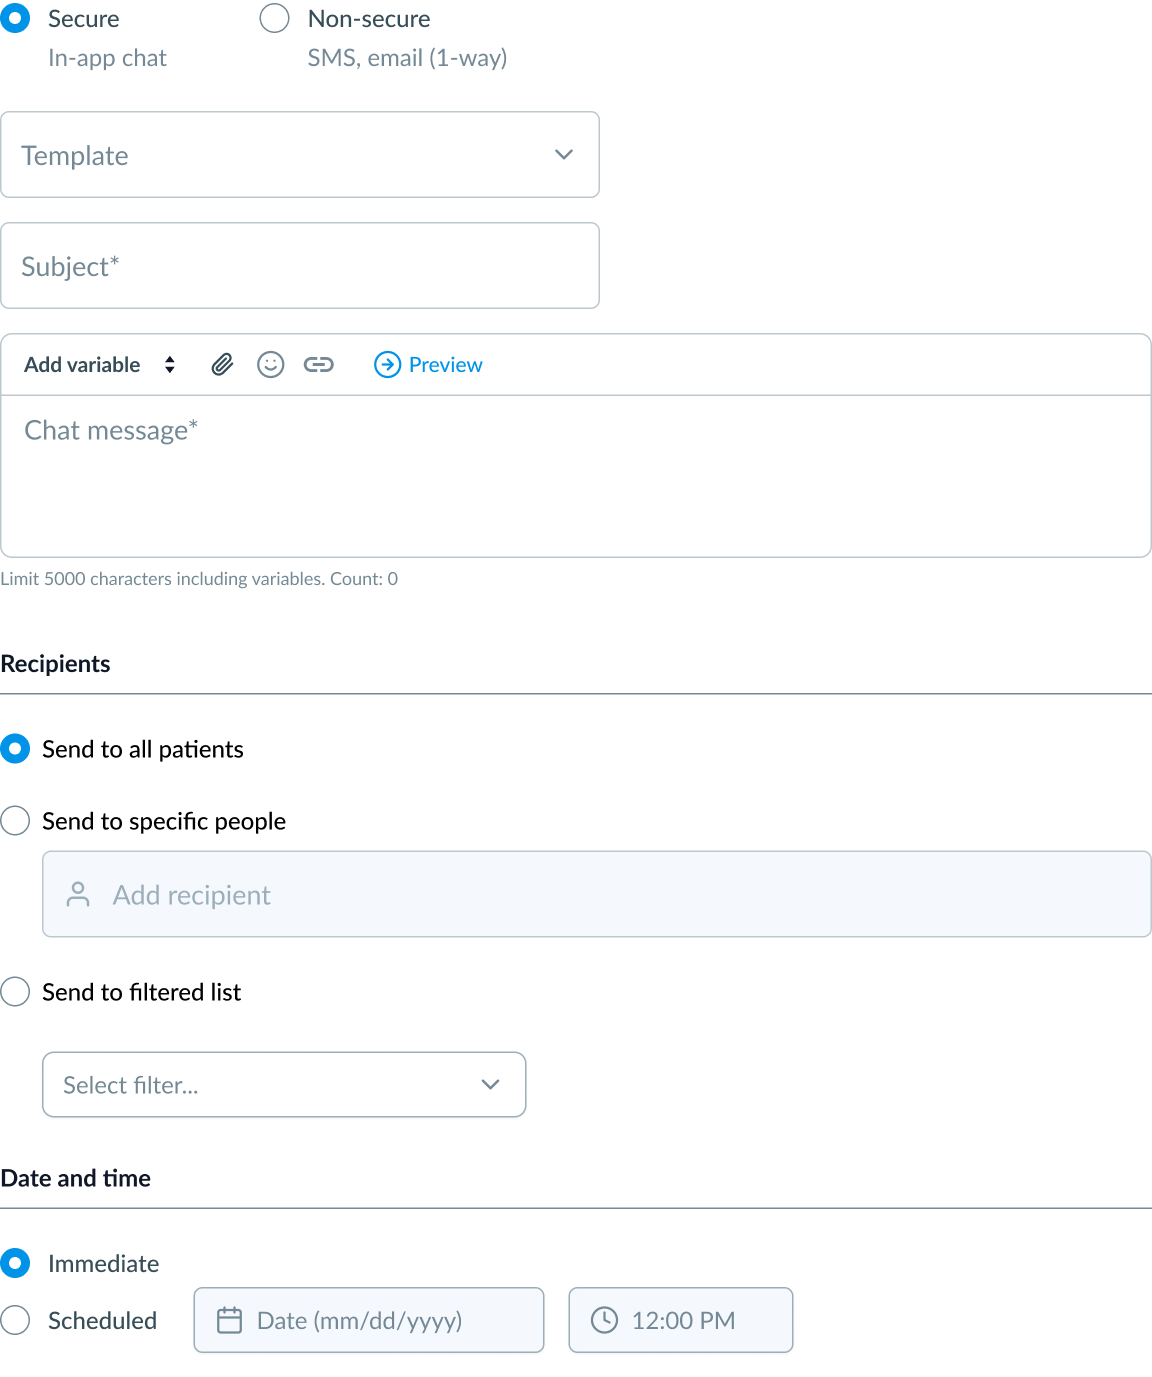 Secure
Non-secure
In-app chat
SMS, email (1-way)
Template
Subject*
Add variable
Preview
Chat message*
Limit 5000 characters including variables. Count: 0
Recipients
Send to all patients
Send to specific people
Add recipient
Send to filtered list
Select filter...
Date and time
Immediate
Scheduled
Date (mm/dd/yyyy)
12:00 PM